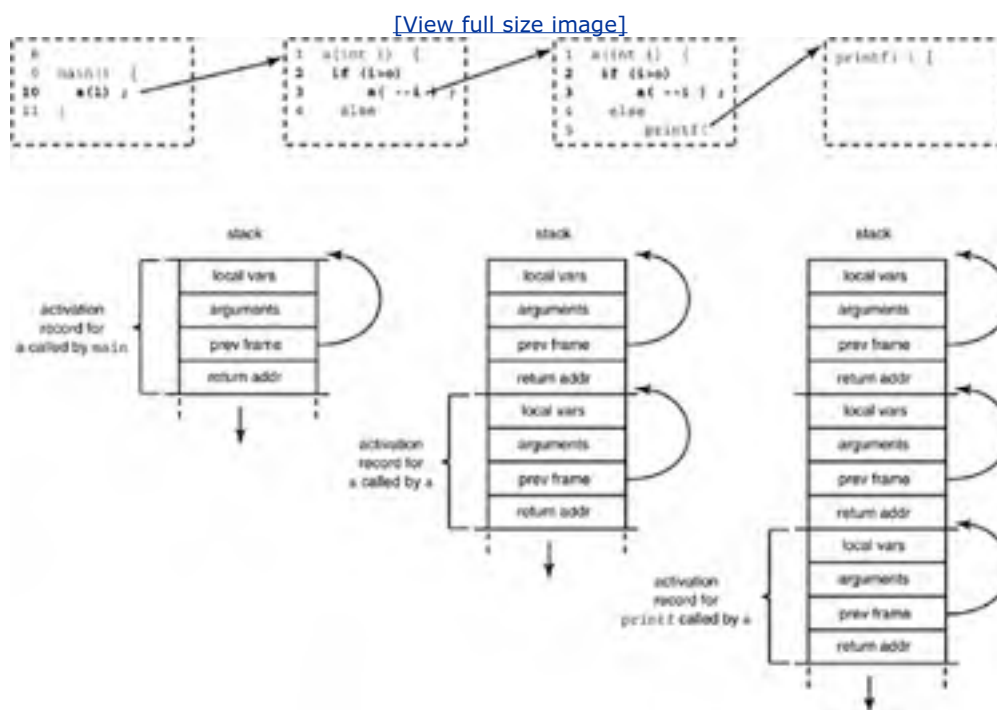 [View full size image]
8
9 main() {
10 a(1) ;
11 }
1 a(int i) {
2 if (i>0)
3 a( --i ) ;
4 else
1 a(int i) {
2 if (i>0)
3 a( --i ) ;
4 else
5 printf(
printf( ) {
stack
local vars
arguments
prev frame
return addr
activation
record for
a called by main
stack
local vars
arguments
prev frame
return addr
local vars
arguments
prev frame
return addr
activation
record for
a called by a
stack
local vars
arguments
prev frame
return addr
local vars
arguments
prev frame
return addr
local vars
arguments
prev frame
return addr
activation
record for
printf called by a